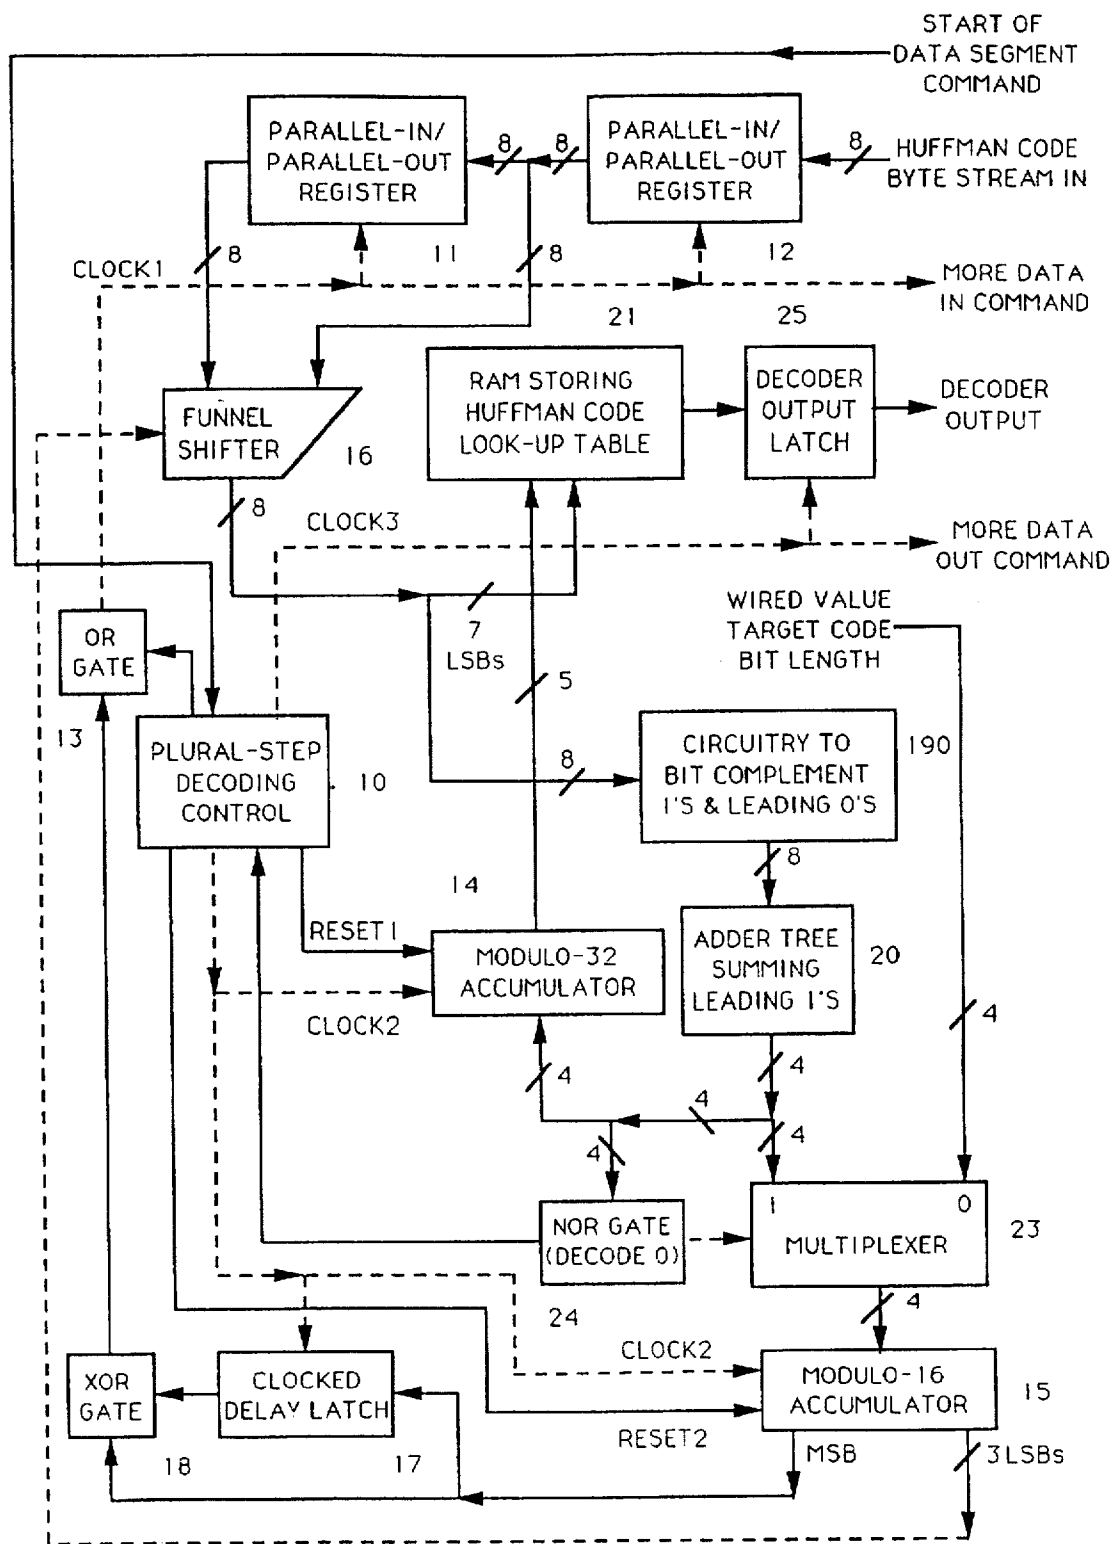 START OF
DATA SEGMENT
COMMAND
PARALLEL-IN/
PARALLEL-OUT
REGISTER
8
8
PARALLEL-IN/
PARALLEL-OUT
REGISTER
8
HUFFMAN CODE
BYTE STREAM IN
8
11
8
12
CLOCK1
MORE DATA
IN COMMAND
21
25
RAM STORING
HUFFMAN CODE
LOOK-UP TABLE
DECODER
OUTPUT
LATCH
DECODER
OUTPUT
FUNNEL
SHIFTER
16
8
CLOCK3
MORE DATA
OUT COMMAND
7
LSBs
WIRED VALUE
TARGET CODE
BIT LENGTH
OR
GATE
5
13
PLURAL-STEP
DECODING
CONTROL
10
8
CIRCUITRY TO
BIT COMPLEMENT
1'S & LEADING 0'S
190
8
14
RESET1
MODULO-32
ACCUMULATOR
ADDER TREE
SUMMING
LEADING 1'S
20
CLOCK2
4
4
4
4
4
4
NOR GATE
(DECODE 0)
1
0
MULTIPLEXER
23
24
4
CLOCK2
XOR
GATE
CLOCKED
DELAY LATCH
MODULO-16
ACCUMULATOR
15
RESET2
18
17
MSB
3 LSBs